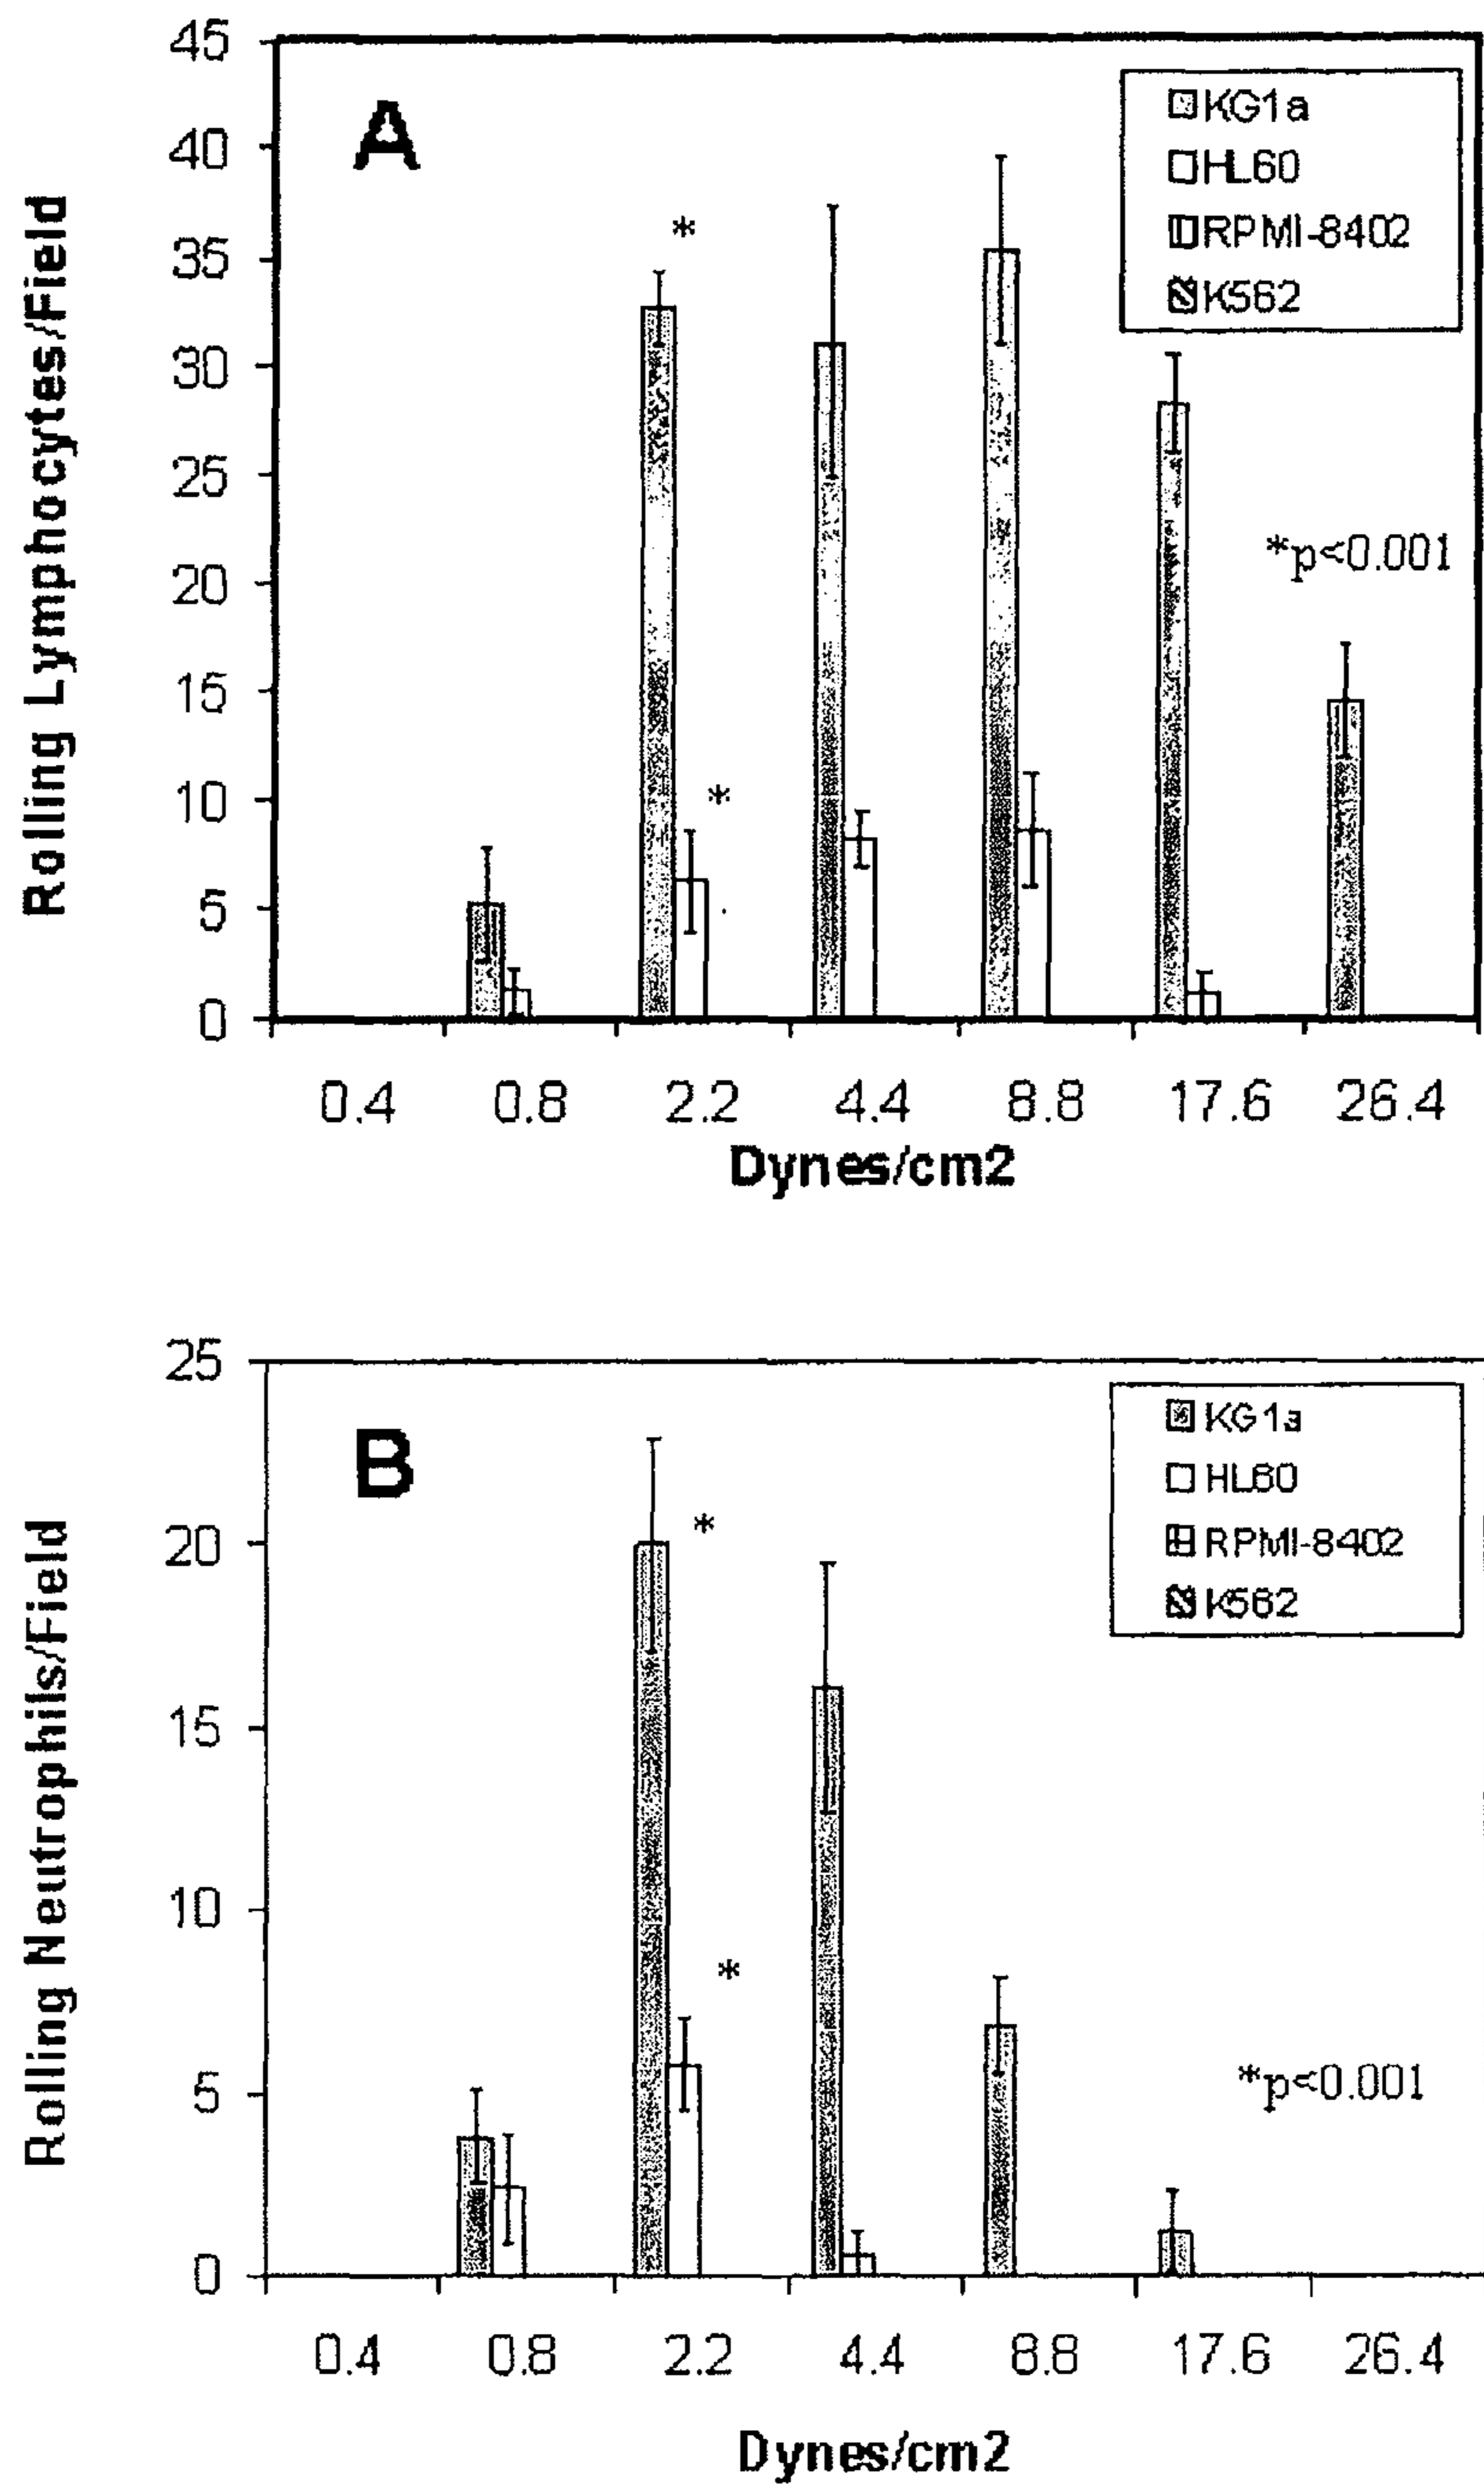 A
Rolling Lymphocytes/Field
45
40
35
30
25
20
15
10
5
0
KG1a
HL60
RPMI-8402
K562
*
*
*p<0.001
0.4 0.8 2.2 4.4 8.8 17.6 26.4
Dynes/cm2
B
Rolling Neutrophils/Field
25
20
15
10
5
0
KG1a
HL60
RPMI-8402
K562
*
*
*p<0.001
0.4 0.8 2.2 4.4 8.8 17.6 26.4
Dynes/cm2